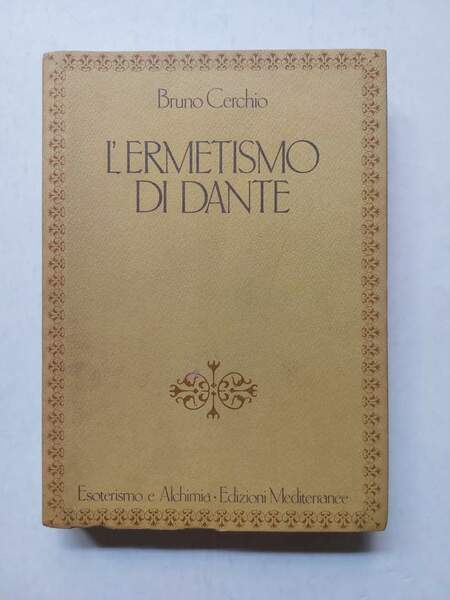 Bruno Cerchio
L'ERMETISMO
DI DANTE
Esoterismo e Alchimia · Edizioni Mediterranee